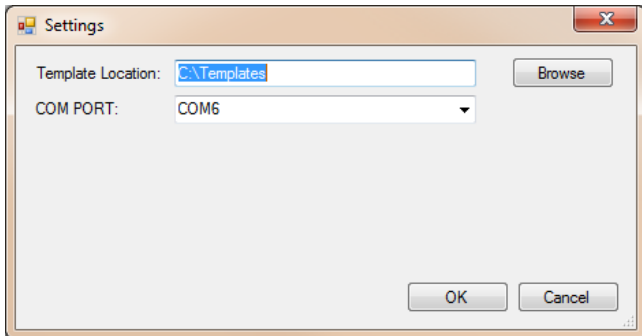 Settings
Template Location: C:\Templates Browse
COM PORT: COM6
OK Cancel